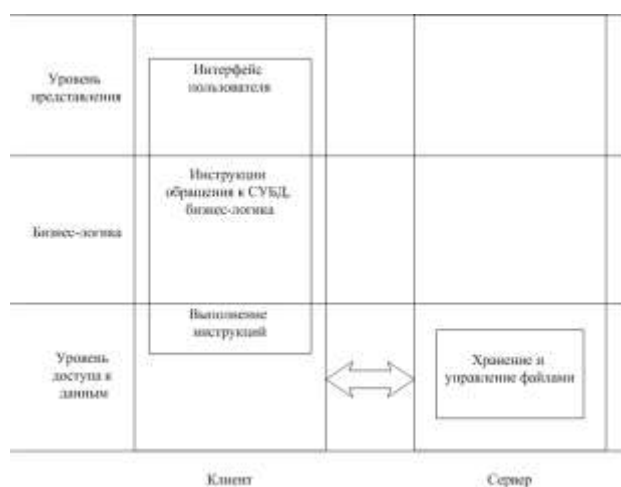 Уровень
представления
Интерфейс
пользователя
Бизнес-логика
Инструкции
обращения к СУБД,
бизнес-логика
Уровень
доступа к
данным
Выполнение
инструкций
Хранение и
управление файлами
Клиент
Сервер